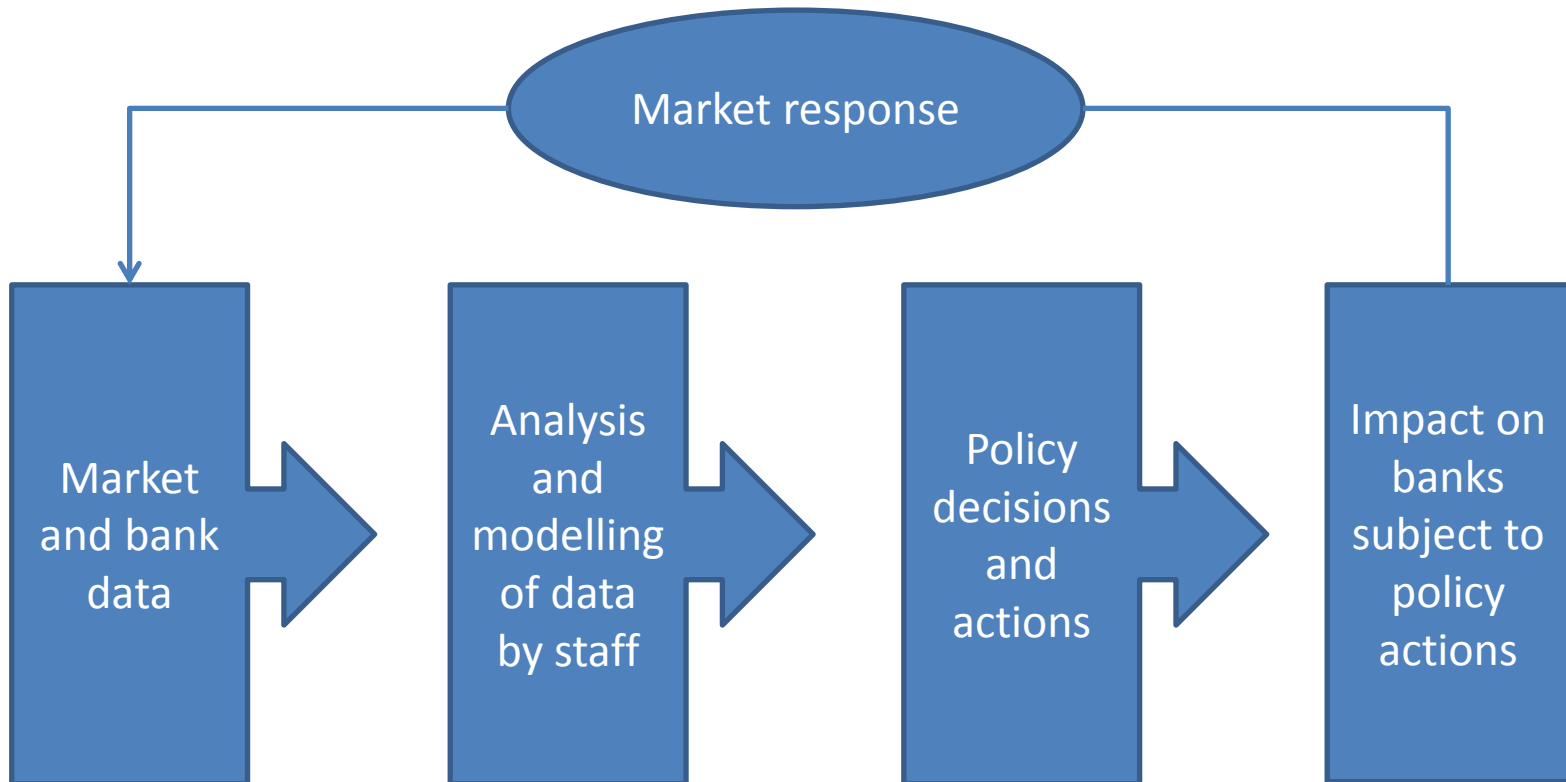 Market response
Market
and bank
data
Analysis
and
modelling
of data
by staff
Policy
decisions
and
actions
Impact on
banks
subject to
policy
actions